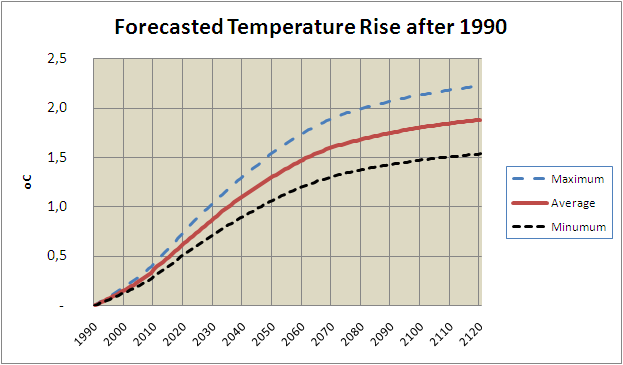 Forecasted Temperature Rise after 1990
2,5
2,0
1,5
1,0
0,5
-
oC
1990 2000 2010 2020 2030 2040 2050 2060 2070 2080 2090 2100 2110 2120
Maximum
Average
Minumum